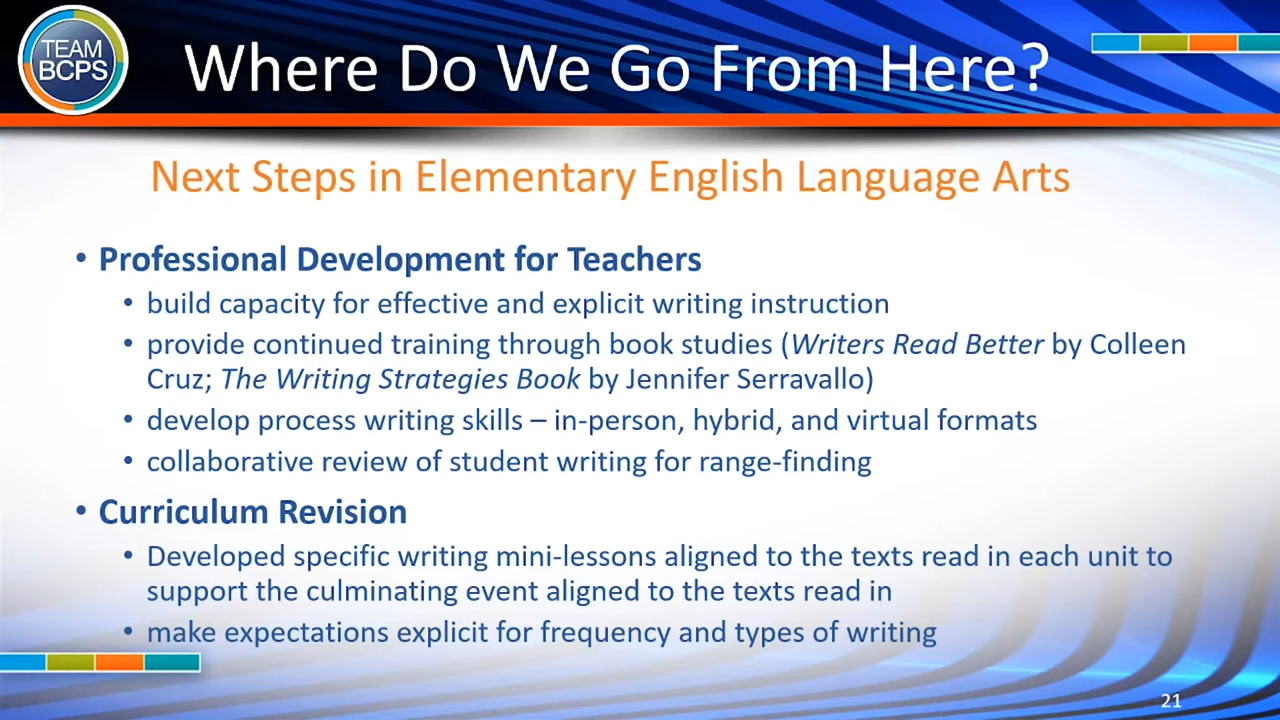 TEAM
BCPS
Where Do We Go From Here?
Next Steps in Elementary English Language Arts
• Professional Development for Teachers
• build capacity for effective and explicit writing instruction
• provide continued training through book studies (Writers Read Better by Colleen
Cruz; The Writing Strategies Book by Jennifer Serravallo)
• develop process writing skills – in-person, hybrid, and virtual formats
• collaborative review of student writing for range-finding
• Curriculum Revision
• Developed specific writing mini-lessons aligned to the texts read in each unit to
support the culminating event aligned to the texts read in
• make expectations explicit for frequency and types of writing
21